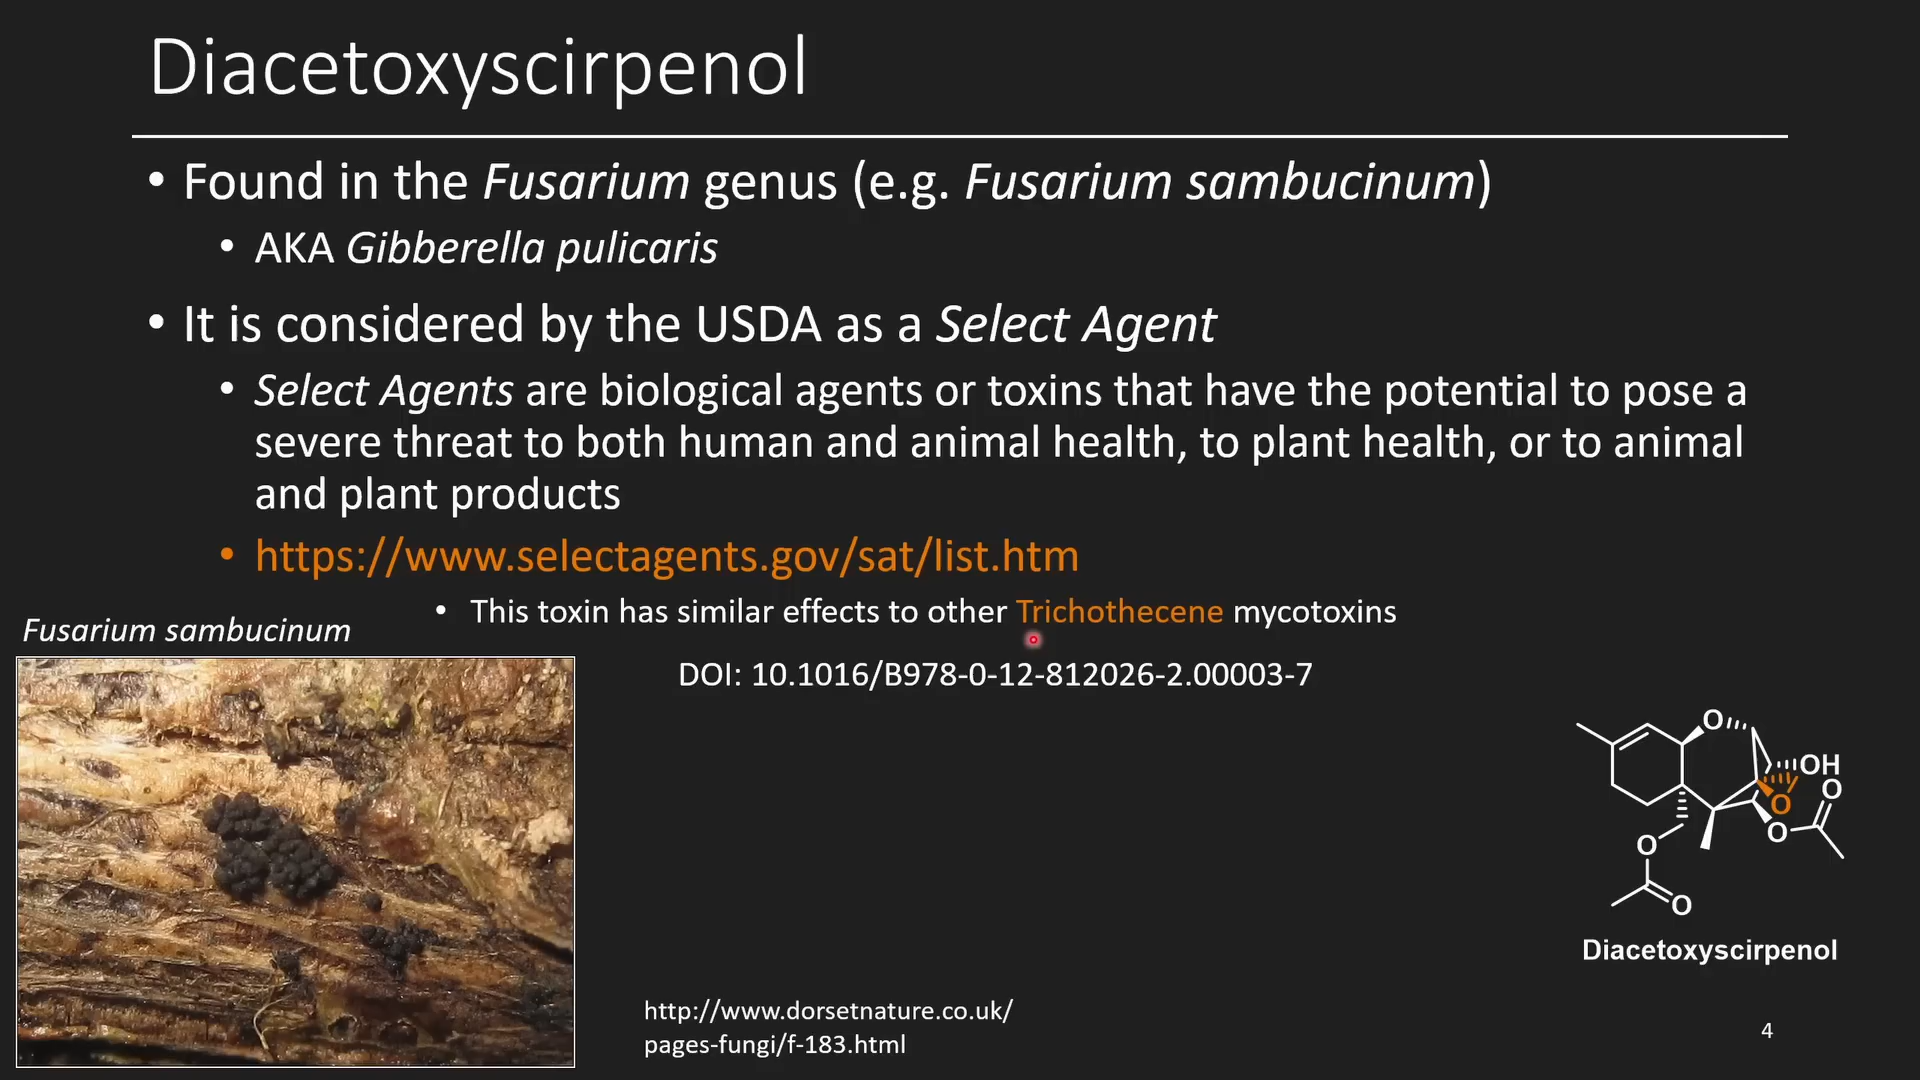 Diacetoxyscirpenol
• Found in the Fusarium genus (e.g. Fusarium sambucinum)
• AKA Gibberella pulicaris
• It is considered by the USDA as a Select Agent
• Select Agents are biological agents or toxins that have the potential to pose a
severe threat to both human and animal health, to plant health, or to animal
and plant products
• https://www.selectagents.gov/sat/list.htm
• This toxin has similar effects to other Trichothecene mycotoxins
DOI: 10.1016/B978-0-12-812026-2.00003-7
Fusarium sambucinum
O
OH
O
O
O
O
O
Diacetoxyscirpenol
http://www.dorsetnature.co.uk/
pages-fungi/f-183.html
4